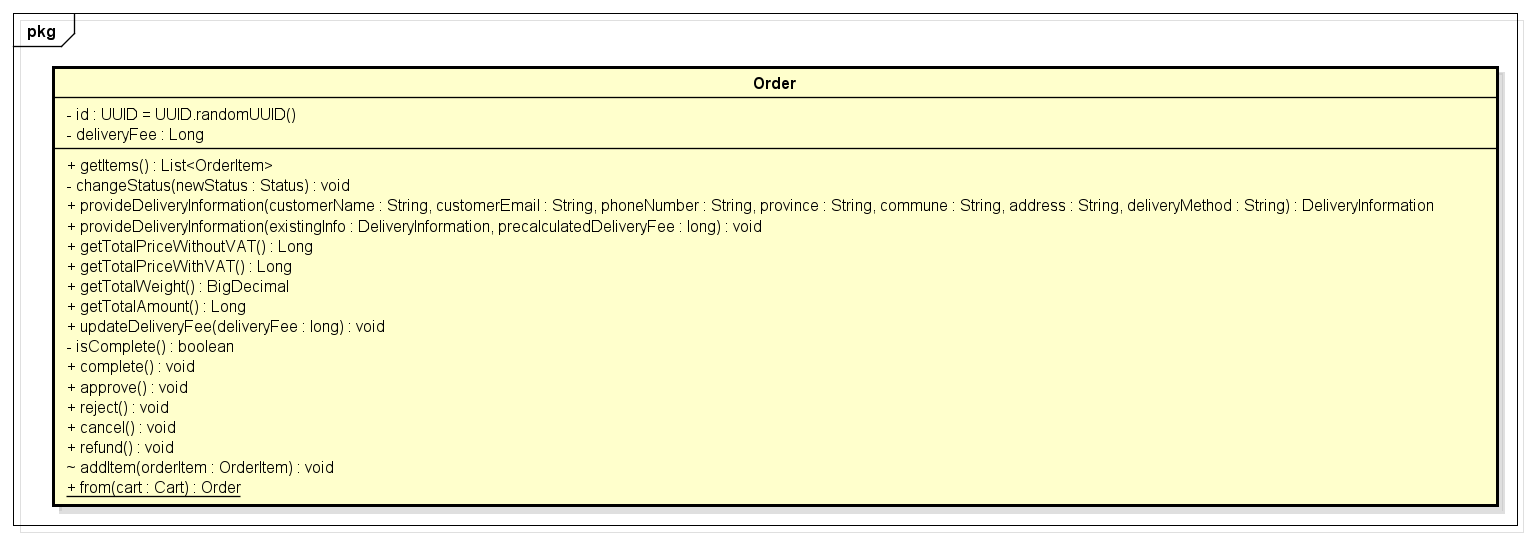 pkg
Order
- id : UUID = UUID.randomUUID()
- deliveryFee : Long
+ getItems() : List<OrderItem>
- changeStatus(newStatus : Status) : void
+ provideDeliveryInformation(customerName : String, customerEmail : String, phoneNumber : String, province : String, commune : String, address : String, deliveryMethod : String) : DeliveryInformation
+ provideDeliveryInformation(existingInfo : DeliveryInformation, precalculatedDeliveryFee : long) : void
+ getTotalPriceWithoutVAT() : Long
+ getTotalPriceWithVAT() : Long
+ getTotalWeight() : BigDecimal
+ getTotalAmount() : Long
+ updateDeliveryFee(deliveryFee : long) : void
- isComplete() : boolean
+ complete() : void
+ approve() : void
+ reject() : void
+ cancel() : void
+ refund() : void
~ addItem(orderItem : OrderItem) : void
+ from(cart : Cart) : Order